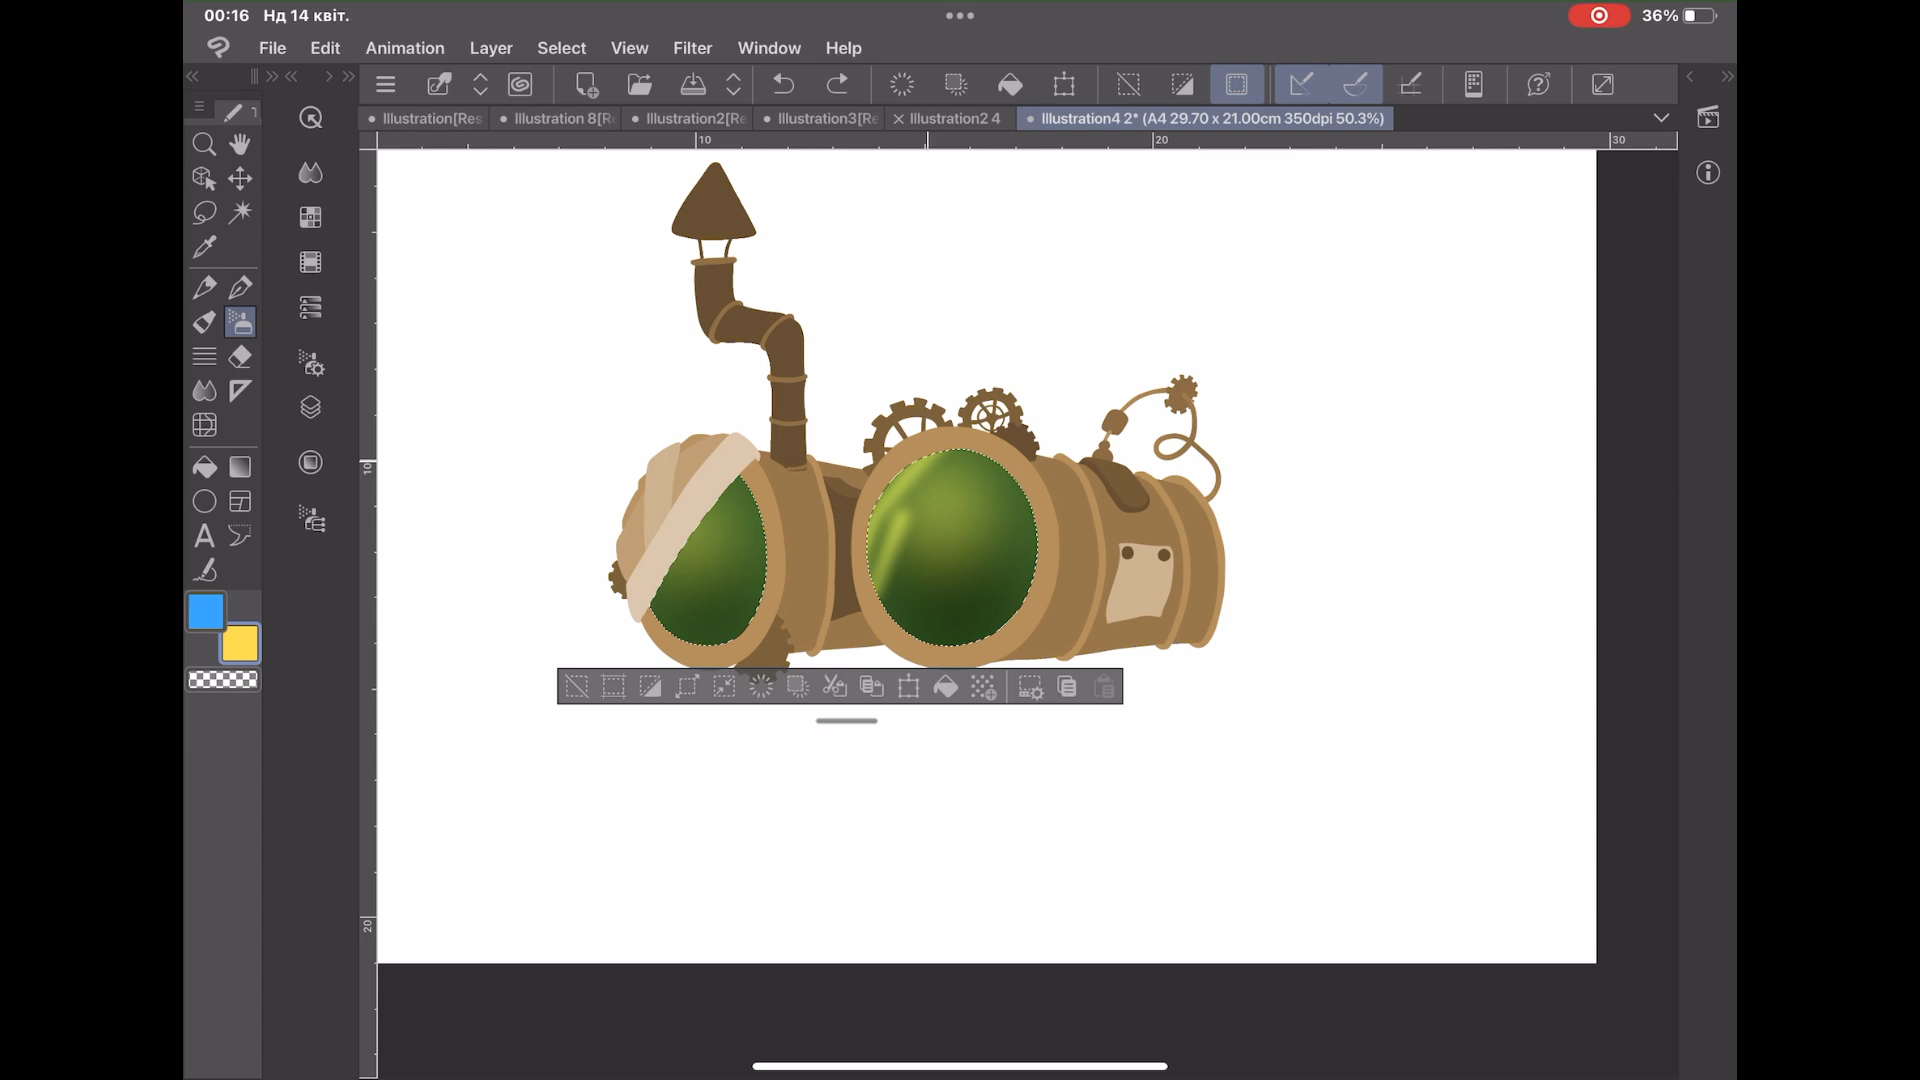 00:16 Нд 14 квіт.
36%
File Edit Animation Layer Select View Filter Window Help
Illustration[Res Illustration 8[Re Illustration2[Re Illustration3[Re Illustration2 4 Illustration4 2* (A4 29.70 x 21.00cm 350dpi 50.3%)
10 20 30
10
20